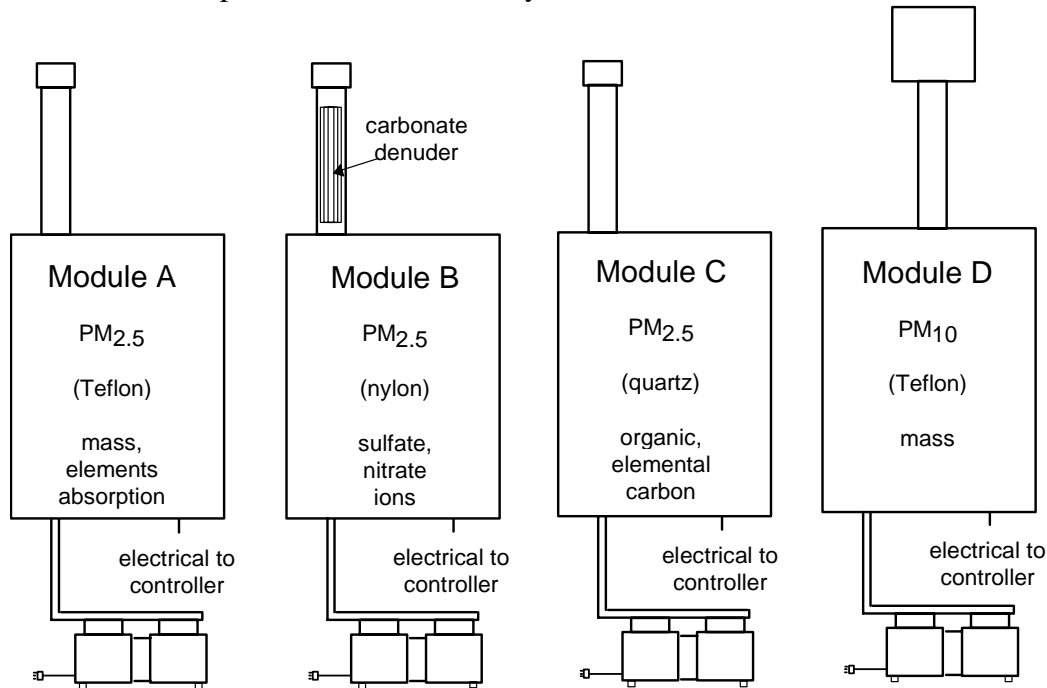 carbonate
denuder
Module A
PM2.5
(Teflon)
mass,
elements
absorption
electrical to
controller
Module B
PM2.5
(nylon)
sulfate,
nitrate
ions
electrical to
controller
Module C
PM2.5
(quartz)
organic,
elemental
carbon
electrical to
controller
Module D
PM10
(Teflon)
mass
electrical to
controller